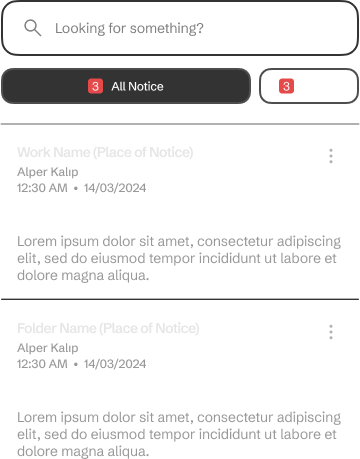 Looking for something?
3 All Notice
3
Work Name (Place of Notice)
Alper Kalıp
12:30 AM • 14/03/2024
Lorem ipsum dolor sit amet, consectetur adipiscing
elit, sed do eiusmod tempor incididunt ut labore et
dolore magna aliqua.
Folder Name (Place of Notice)
Alper Kalıp
12:30 AM • 14/03/2024
Lorem ipsum dolor sit amet, consectetur adipiscing
elit, sed do eiusmod tempor incididunt ut labore et
dolore magna aliqua.